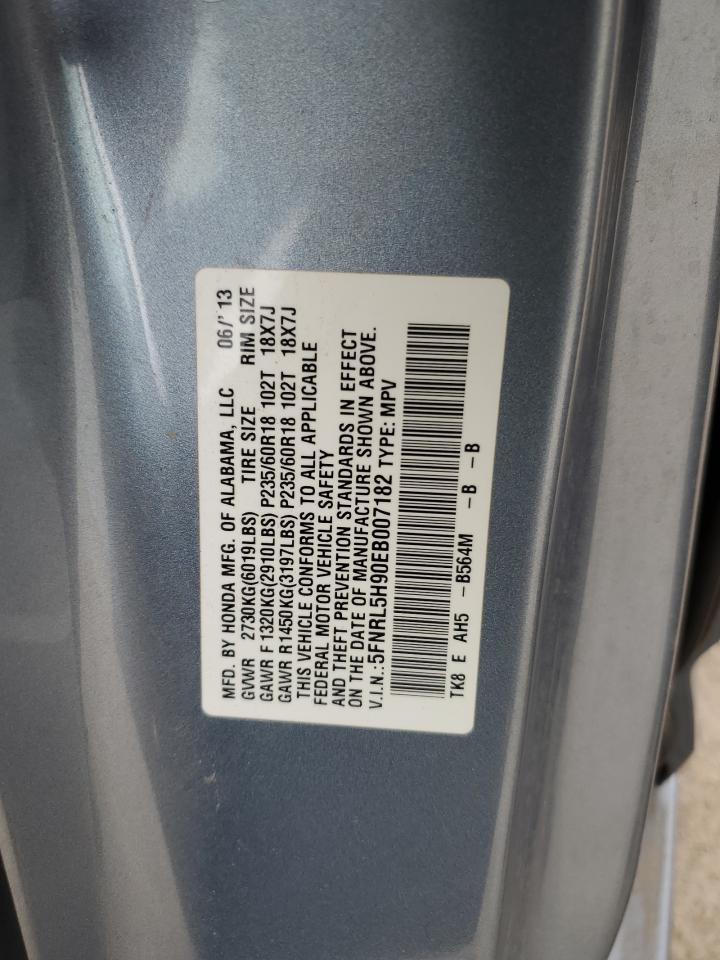 MFD. BY HONDA MFG. OF ALABAMA, LLC 06/'13
GVWR 2730KG(6019LBS) TIRE SIZE RIM SIZE
GAWR F 1320KG(2910LBS) P235/60R18 102T 18X7J
GAWR R1450KG(3197LBS) P235/60R18 102T 18X7J
THIS VEHICLE CONFORMS TO ALL APPLICABLE
FEDERAL MOTOR VEHICLE SAFETY
AND THEFT PREVENTION STANDARDS IN EFFECT
ON THE DATE OF MANUFACTURE SHOWN ABOVE.
V.I.N.:5FNRL5H90EB007182 TYPE: MPV
TK8 E AH5 -B564M -B -B